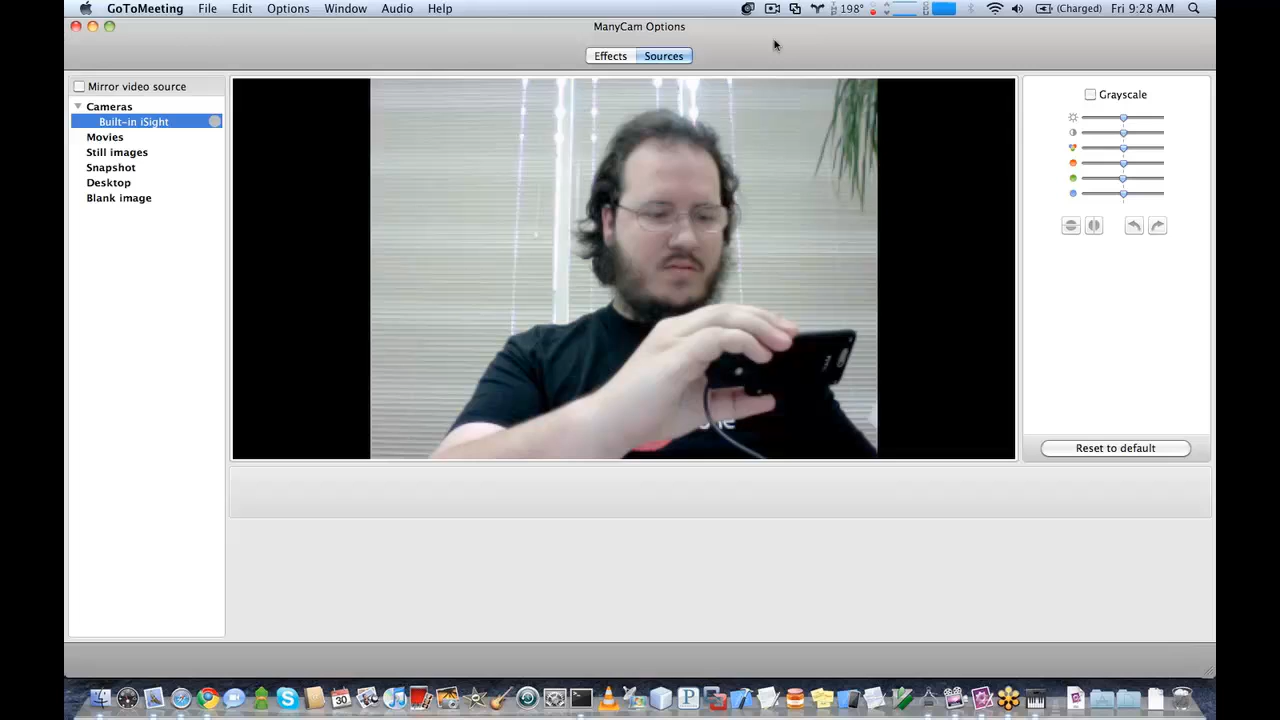 GoToMeeting File Edit Options Window Audio Help 198° (Charged) Fri 9:28 AM
ManyCam Options
Effects Sources
Mirror video source
Cameras
Built-in iSight
Movies
Still images
Snapshot
Desktop
Blank image
Grayscale
Reset to default
30